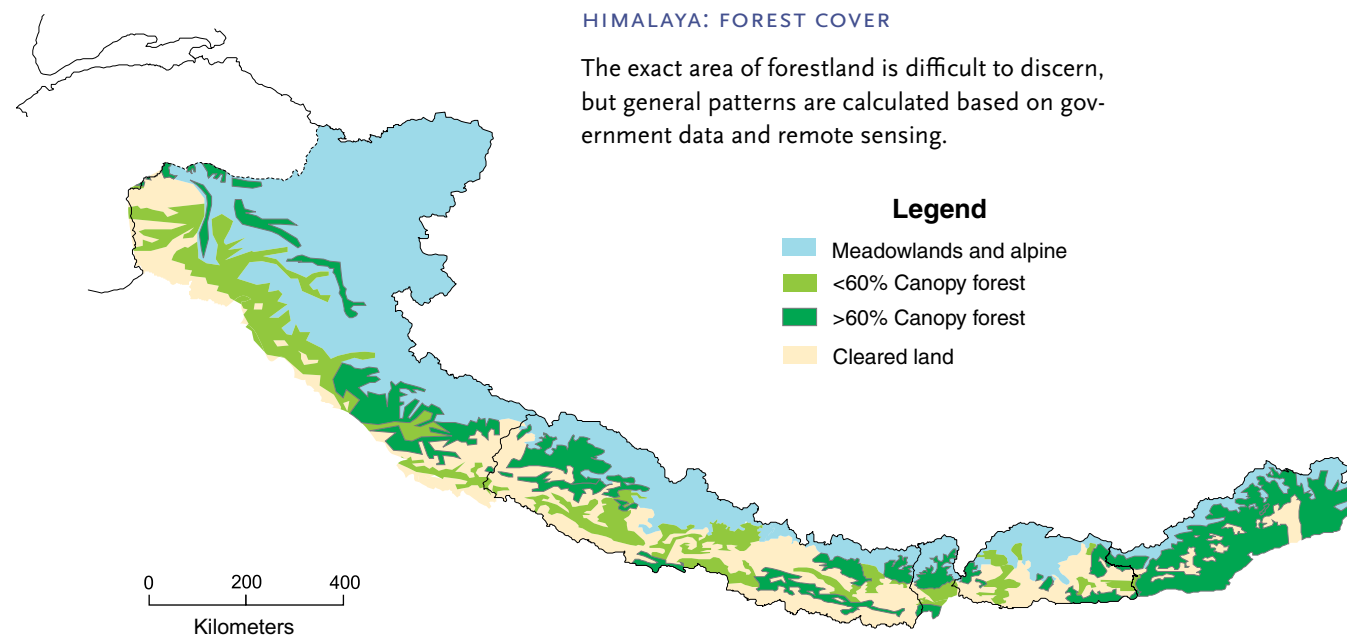 HIMALAYA: FOREST COVER
The exact area of forestland is difficult to discern,
but general patterns are calculated based on gov-
ernment data and remote sensing.
Legend
Meadowlands and alpine
<60% Canopy forest
>60% Canopy forest
Cleared land
0 200 400
Kilometers